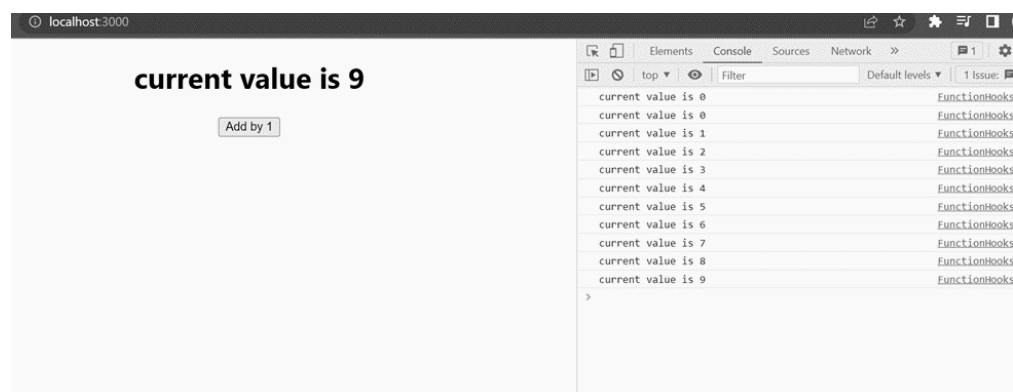 localhost:3000
Elements Console Sources Network » 1
top ▼ Filter Default levels ▼ 1 Issue:
current value is 9
Add by 1
current value is 0 FunctionHooks
current value is 0 FunctionHooks
current value is 1 FunctionHooks
current value is 2 FunctionHooks
current value is 3 FunctionHooks
current value is 4 FunctionHooks
current value is 5 FunctionHooks
current value is 6 FunctionHooks
current value is 7 FunctionHooks
current value is 8 FunctionHooks
current value is 9 FunctionHooks
>